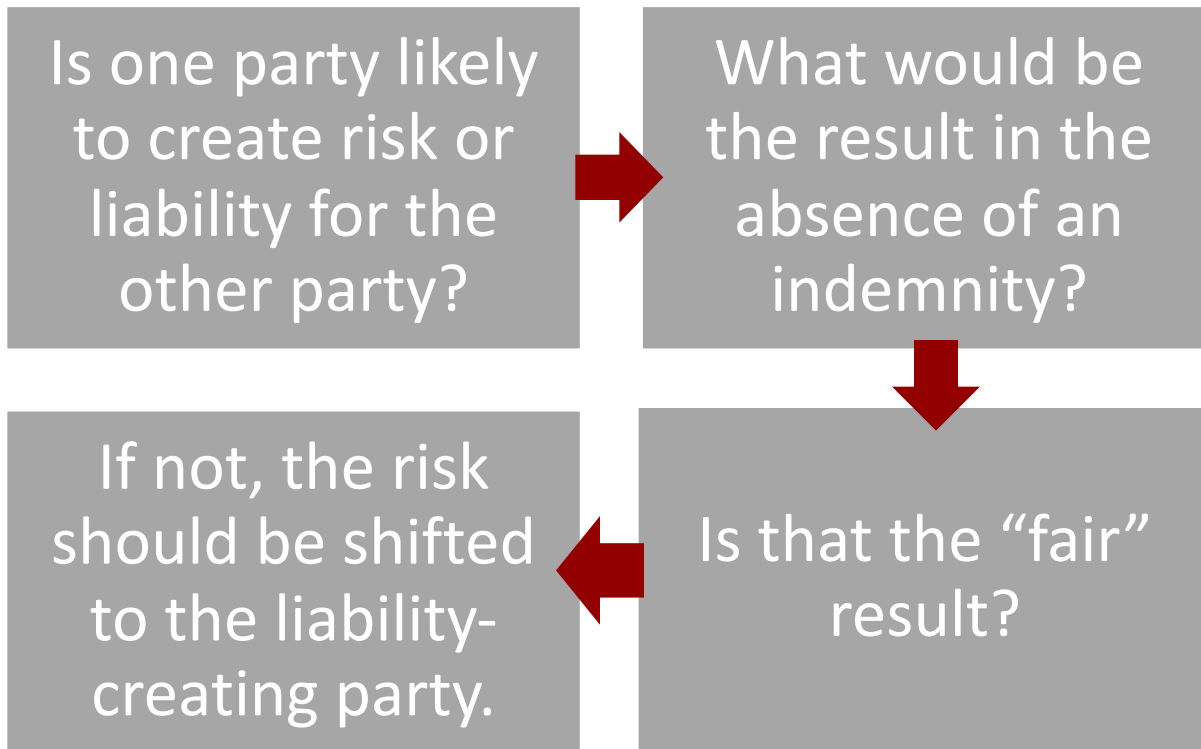 Is one party likely
to create risk or
liability for the
other party?
What would be
the result in the
absence of an
indemnity?
Is that the “fair”
result?
If not, the risk
should be shifted
to the liability-
creating party.